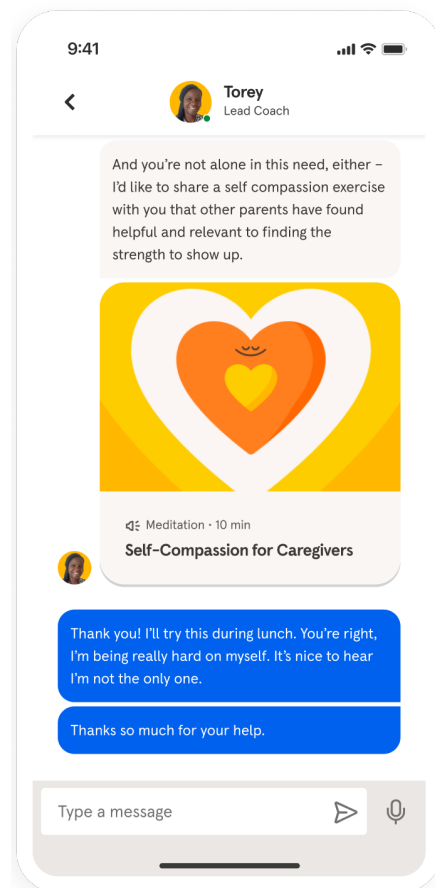 9:41
Torey
Lead Coach
And you’re not alone in this need, either –
I’d like to share a self compassion exercise
with you that other parents have found
helpful and relevant to finding the
strength to show up.
Meditation • 10 min
Self-Compassion for Caregivers
Thank you! I’ll try this during lunch. You’re right,
I’m being really hard on myself. It’s nice to hear
I’m not the only one.
Thanks so much for your help.
Type a message